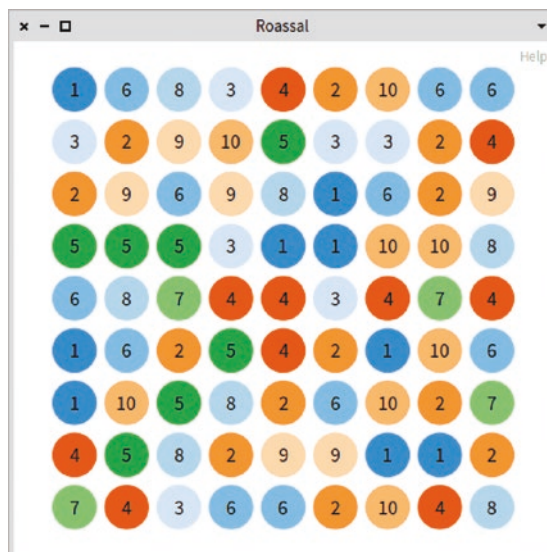 Roassal
Help
1 6 8 3 4 2 10 6 6
3 2 9 10 5 3 3 2 4
2 9 6 9 8 1 6 2 9
5 5 5 3 1 1 10 10 8
6 8 7 4 4 3 4 7 4
1 6 2 5 4 2 1 10 6
1 10 5 8 2 6 10 2 7
4 5 8 2 9 9 1 1 2
7 4 3 6 6 2 10 4 8